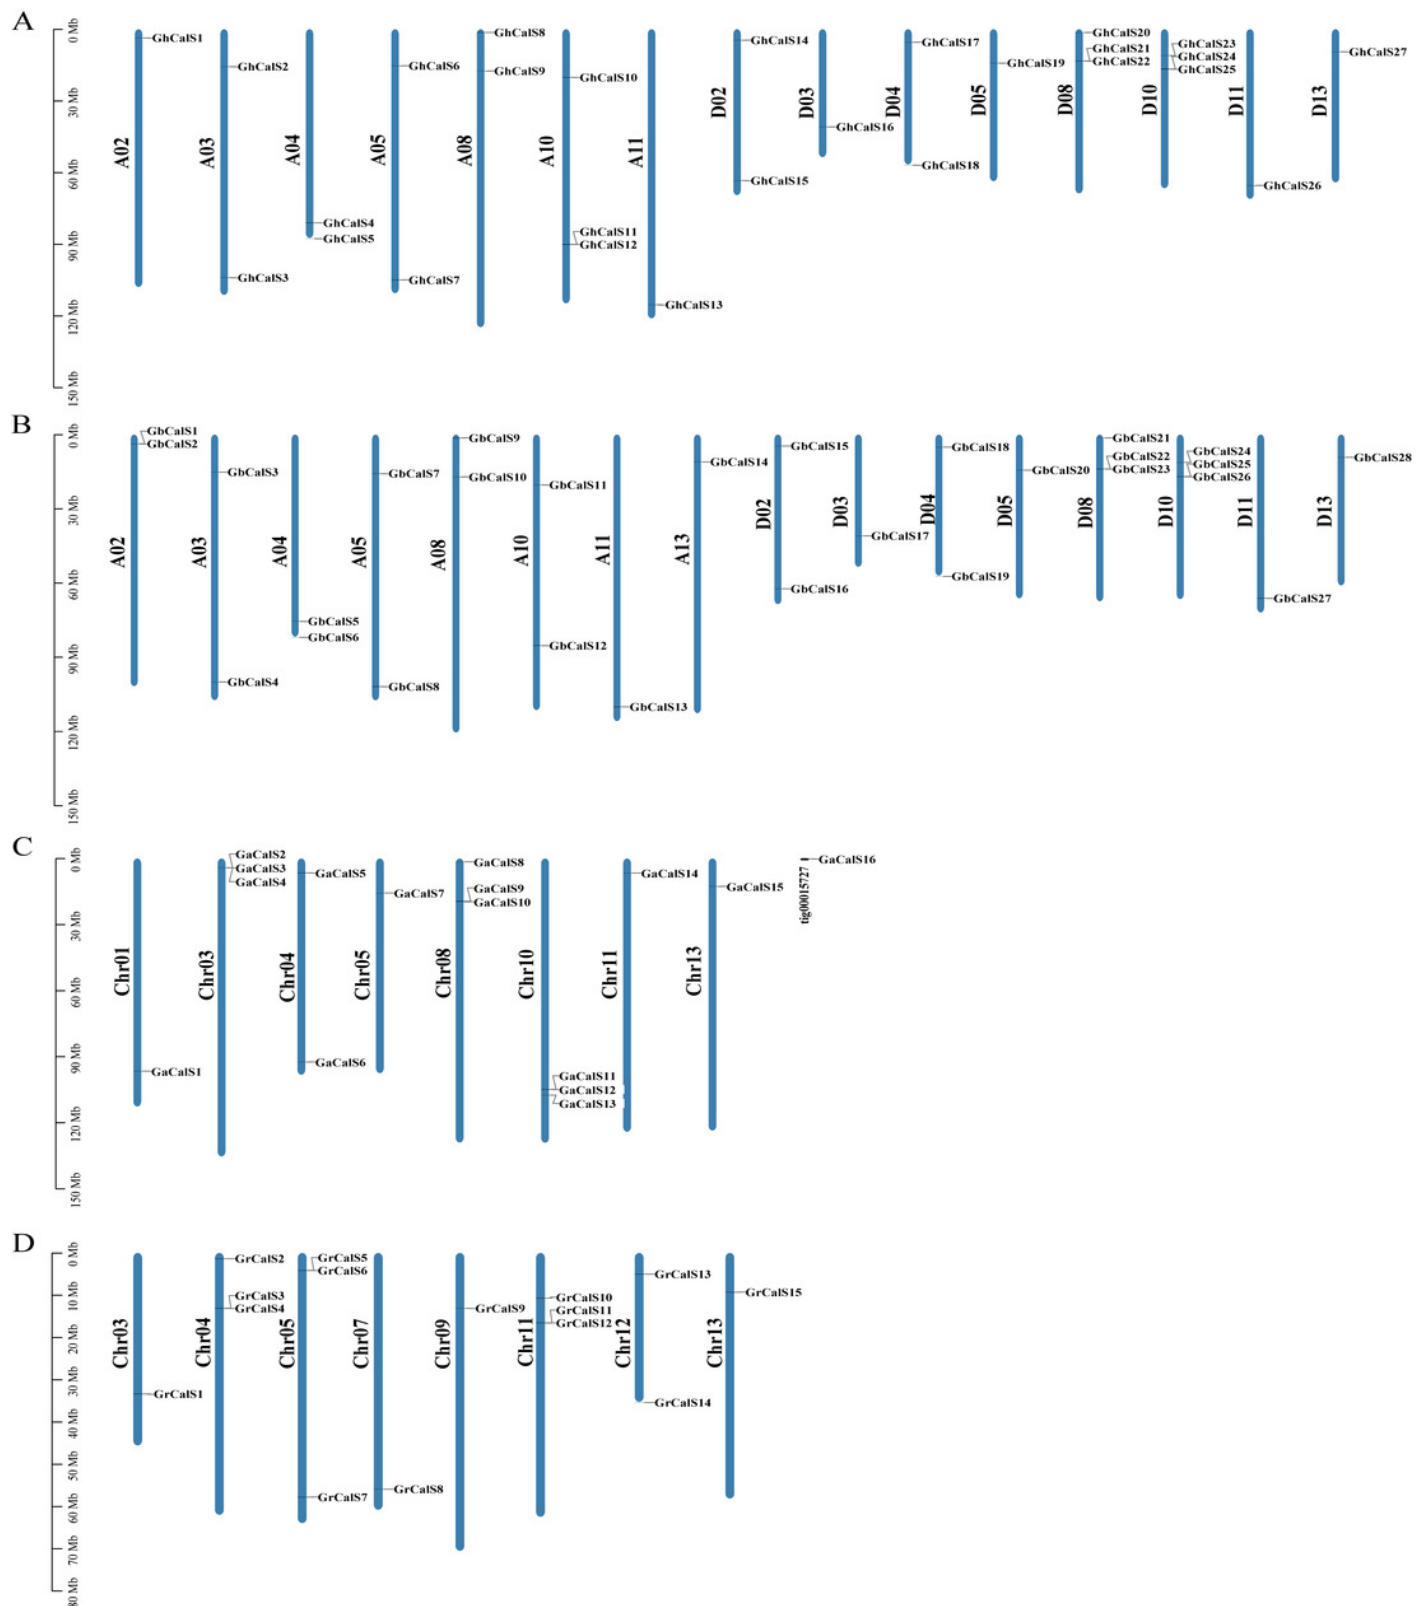 A
0 Mb
30 Mb
60 Mb
90 Mb
120 Mb
150 Mb
A02
GhCalS1
A03
GhCalS2
GhCalS3
A04
GhCalS4
GhCalS5
A05
GhCalS6
GhCalS7
A08
GhCalS8
GhCalS9
A10
GhCalS10
GhCalS11
GhCalS12
A11
GhCalS13
D02
GhCalS14
GhCalS15
D03
GhCalS16
D04
GhCalS17
GhCalS18
D05
GhCalS19
D08
GhCalS20
GhCalS21
GhCalS22
D10
GhCalS23
GhCalS24
GhCalS25
D11
GhCalS26
D13
GhCalS27
B
0 Mb
30 Mb
60 Mb
90 Mb
120 Mb
150 Mb
A02
GbCalS1
GbCalS2
A03
GbCalS3
GbCalS4
A04
GbCalS5
GbCalS6
A05
GbCalS7
GbCalS8
A08
GbCalS9
GbCalS10
A10
GbCalS11
GbCalS12
A11
GbCalS13
A13
GbCalS14
D02
GbCalS15
GbCalS16
D03
GbCalS17
D04
GbCalS18
GbCalS19
D05
GbCalS20
D08
GbCalS21
GbCalS22
GbCalS23
D10
GbCalS24
GbCalS25
GbCalS26
D11
GbCalS27
D13
GbCalS28
C
0 Mb
30 Mb
60 Mb
90 Mb
120 Mb
150 Mb
Chr01
GaCalS1
Chr03
GaCalS2
GaCalS3
GaCalS4
Chr04
GaCalS5
GaCalS6
Chr05
GaCalS7
Chr08
GaCalS8
GaCalS9
GaCalS10
Chr10
GaCalS11
GaCalS12
GaCalS13
Chr11
GaCalS14
Chr13
GaCalS15
tig00015727
GaCalS16
D
0 Mb
10 Mb
20 Mb
30 Mb
40 Mb
50 Mb
60 Mb
70 Mb
80 Mb
Chr03
GrCalS1
Chr04
GrCalS2
GrCalS3
GrCalS4
Chr05
GrCalS5
GrCalS6
GrCalS7
Chr07
GrCalS8
Chr09
GrCalS9
Chr11
GrCalS10
GrCalS11
GrCalS12
Chr12
GrCalS13
GrCalS14
Chr13
GrCalS15